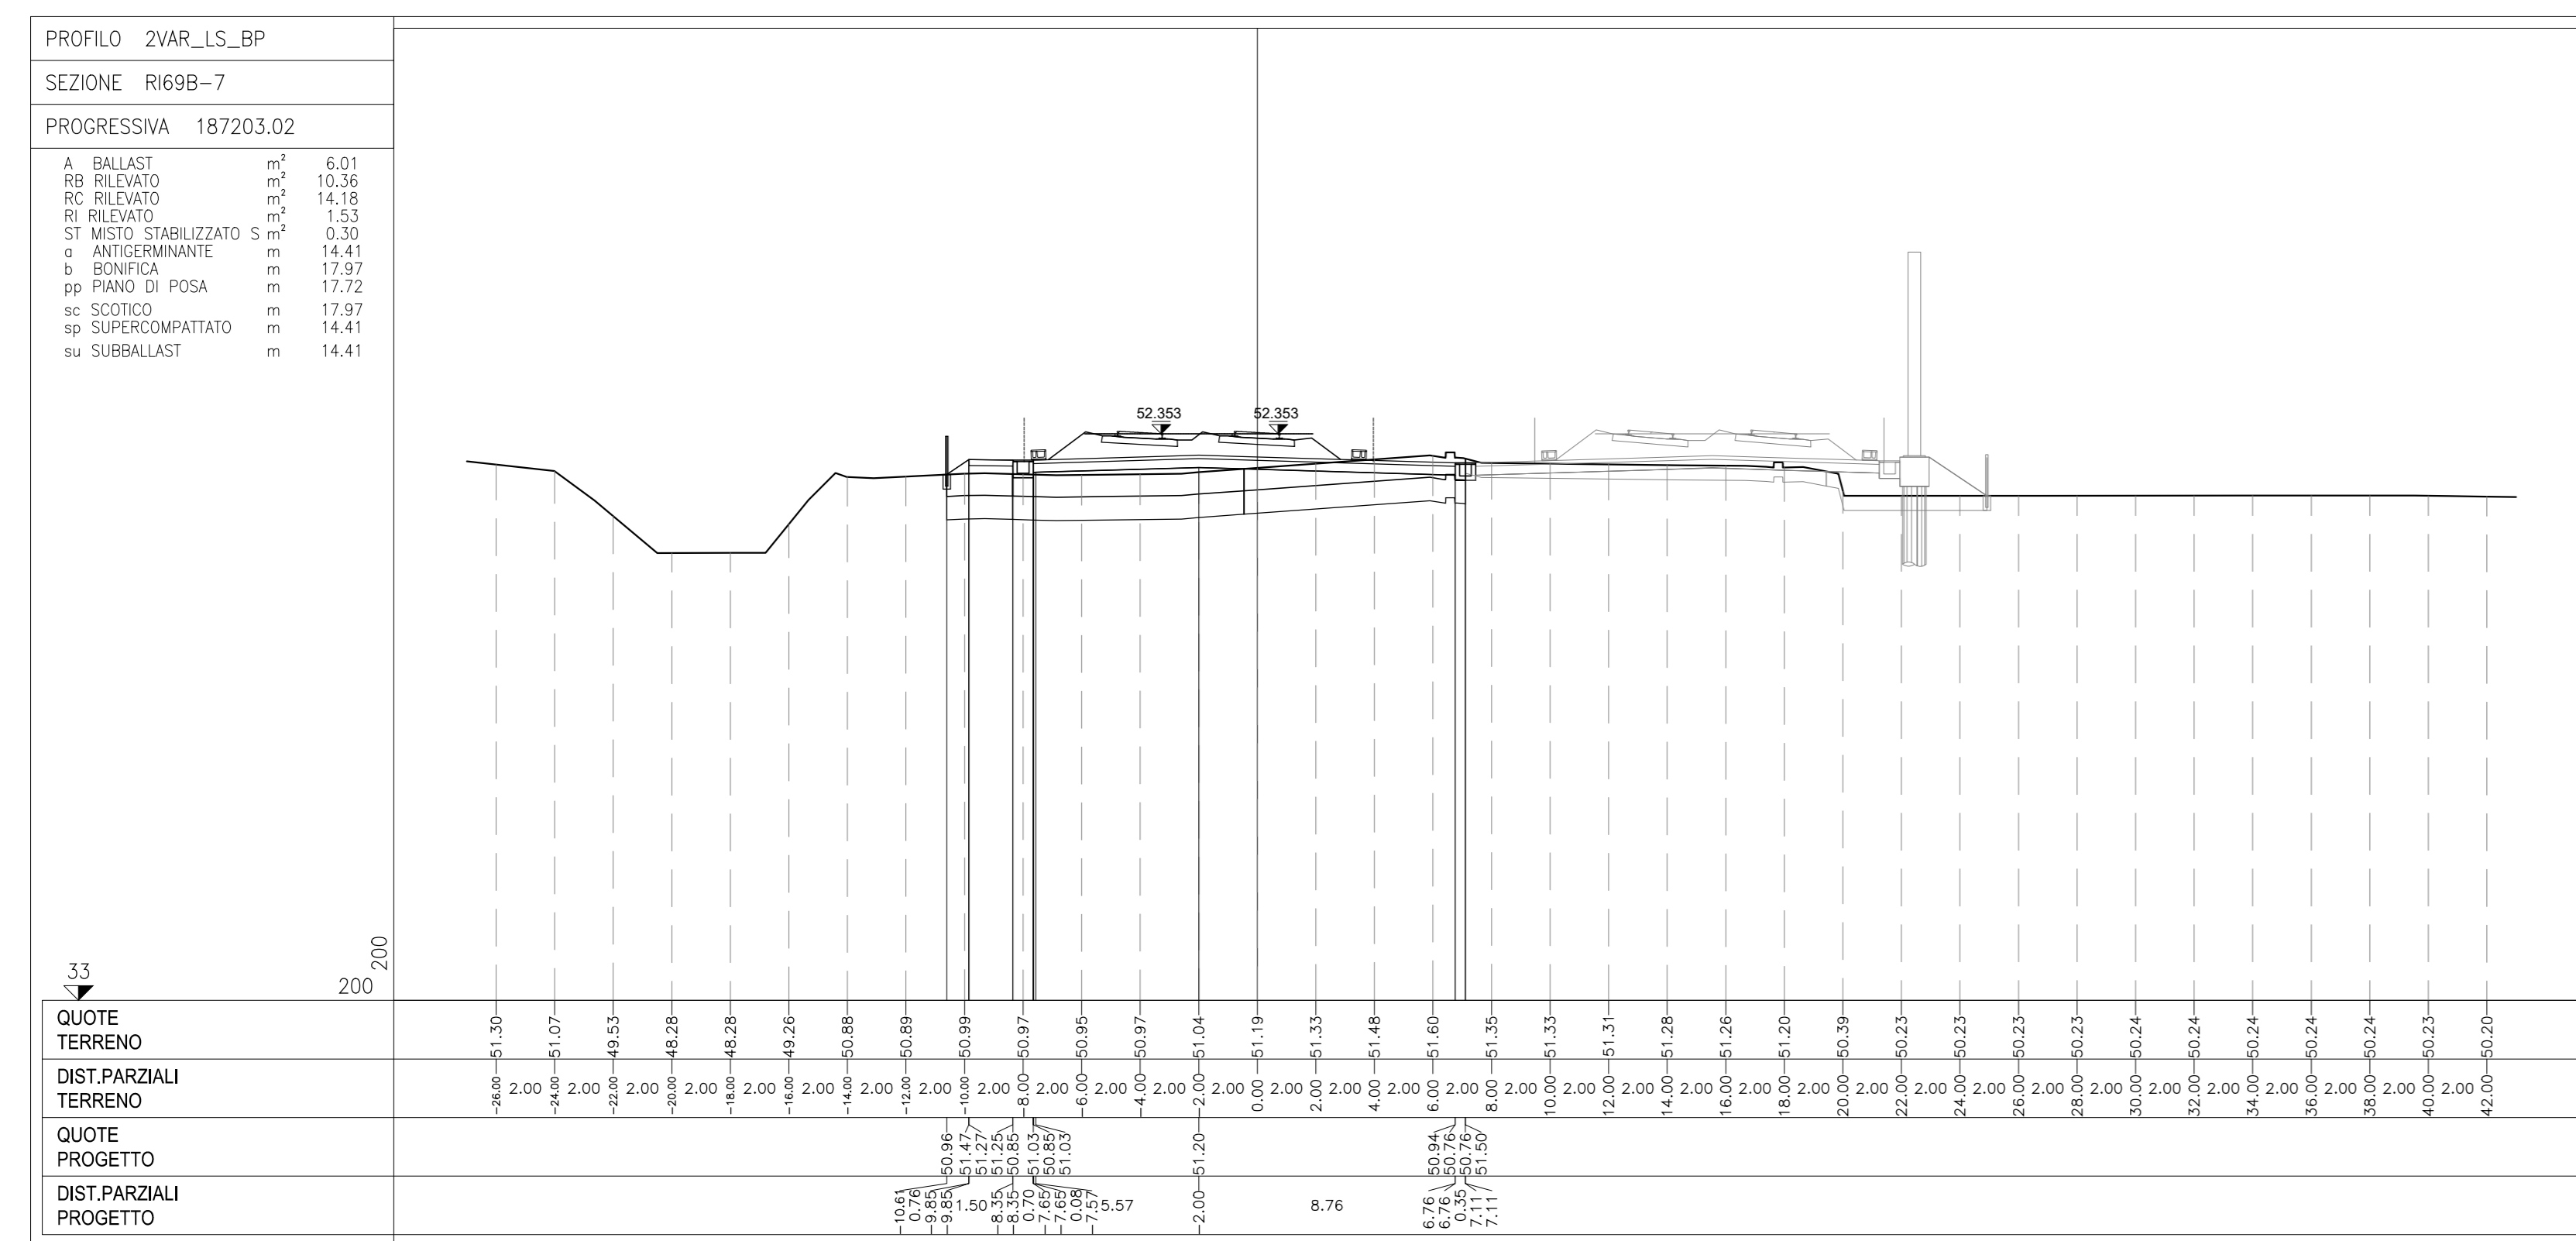 PROFILO 2VAR_LS_BP
SEZIONE RI69B-7
PROGRESSIVA 187203.02
A BALLAST m² 6.01
RB RILEVATO m² 10.36
RC RILEVATO m² 14.18
RI RILEVATO m² 1.53
ST MISTO STABILIZZATO S m² 0.30
a ANTIGERMINANTE m 14.41
b BONIFICA m 17.97
pp PIANO DI POSA m 17.72
sc SCOTICO m 17.97
sp SUPERCOMPATTATO m 14.41
su SUBBALLAST m 14.41
52.353 52.353
33 200
200
QUOTE TERRENO
51.30 51.07 49.53 48.28 48.28 49.26 50.88 50.89 50.99 50.97 50.95 50.97 51.04 51.19 51.33 51.48 51.60 51.35 51.33 51.31 51.28 51.26 51.20 50.39 50.23 50.23 50.23 50.23 50.24 50.24 50.24 50.24 50.23 50.20
DIST.PARZIALI TERRENO
-26.00 2.00 -24.00 2.00 -22.00 2.00 -20.00 2.00 -18.00 2.00 -16.00 2.00 -14.00 2.00 -12.00 2.00 -10.00 2.00 -8.00 2.00 -6.00 2.00 -4.00 2.00 -2.00 2.00 0.00 2.00 2.00 2.00 4.00 2.00 6.00 2.00 8.00 2.00 10.00 2.00 12.00 2.00 14.00 2.00 16.00 2.00 18.00 2.00 20.00 2.00 22.00 2.00 24.00 2.00 26.00 2.00 28.00 2.00 30.00 2.00 32.00 2.00 34.00 2.00 36.00 2.00 38.00 2.00 40.00 2.00 42.00
QUOTE PROGETTO
50.96 51.47 51.27 51.25 50.85 51.03 50.85 51.03 51.20 50.94 50.76 50.76 51.50
DIST.PARZIALI PROGETTO
-10.61 0.76 -9.85 -9.85 1.50 -8.35 -8.35 0.70 -7.65 -7.65 0.08 -7.57 5.57 -2.00 8.76 6.76 6.76 0.35 7.11 7.11